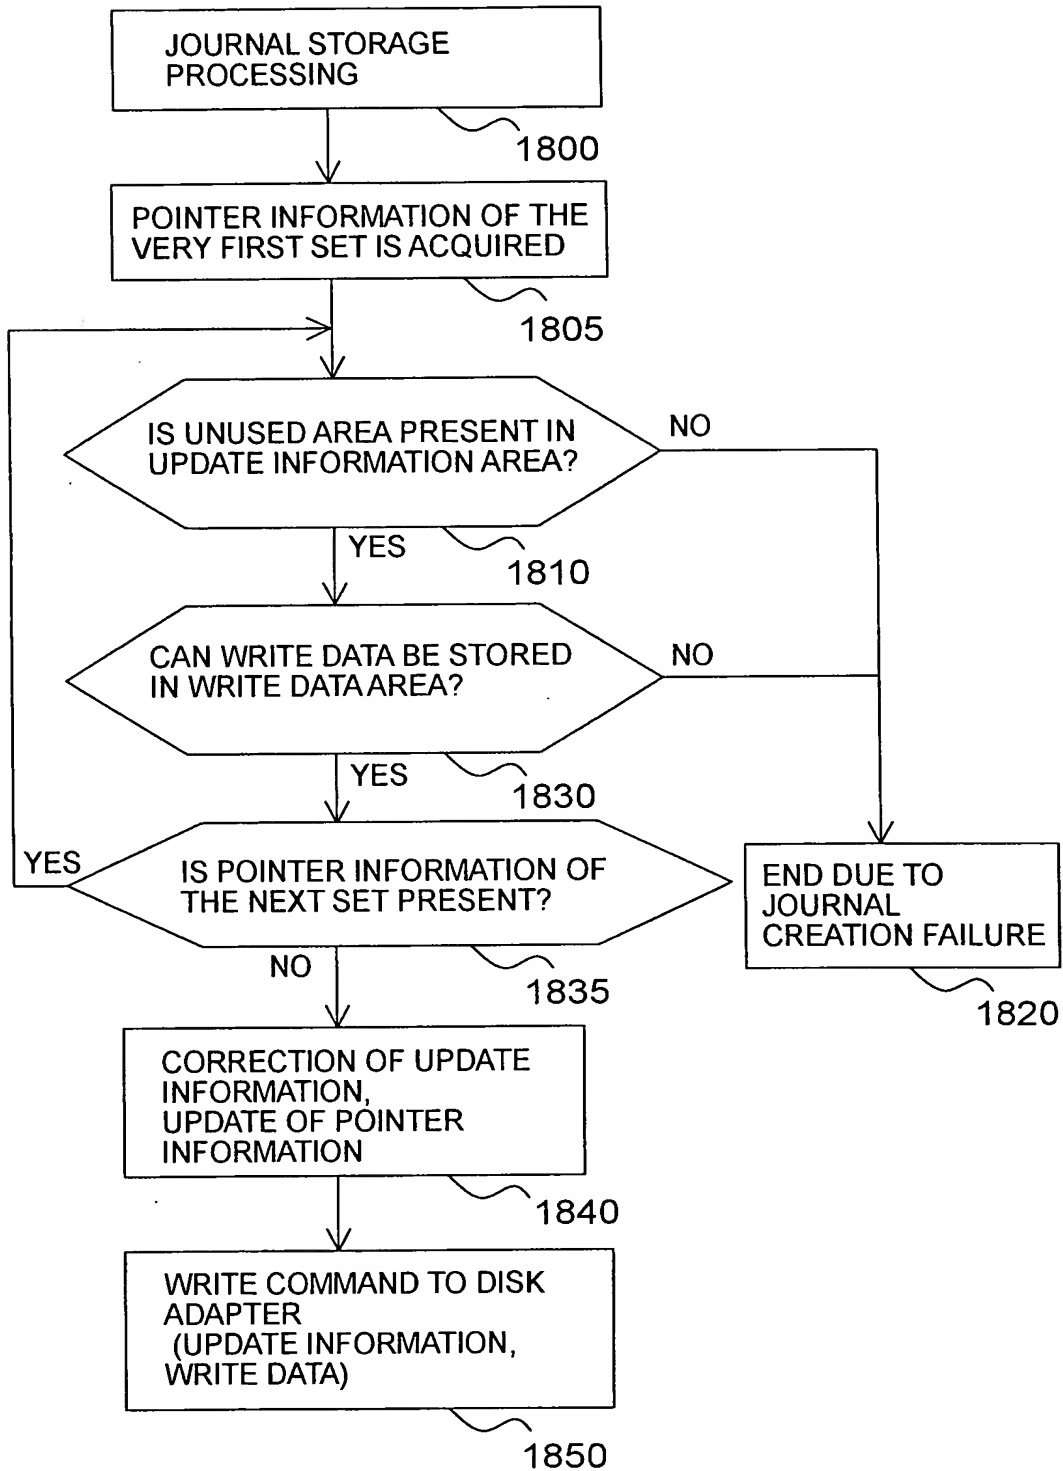 JOURNAL STORAGE
PROCESSING
1800
POINTER INFORMATION OF THE
VERY FIRST SET IS ACQUIRED
1805
IS UNUSED AREA PRESENT IN
UPDATE INFORMATION AREA?
NO
YES
1810
CAN WRITE DATA BE STORED
IN WRITE DATA AREA?
NO
YES
1830
YES
IS POINTER INFORMATION OF
THE NEXT SET PRESENT?
NO
1835
END DUE TO
JOURNAL
CREATION FAILURE
1820
CORRECTION OF UPDATE
INFORMATION,
UPDATE OF POINTER
INFORMATION
1840
WRITE COMMAND TO DISK
ADAPTER
(UPDATE INFORMATION,
WRITE DATA)
1850